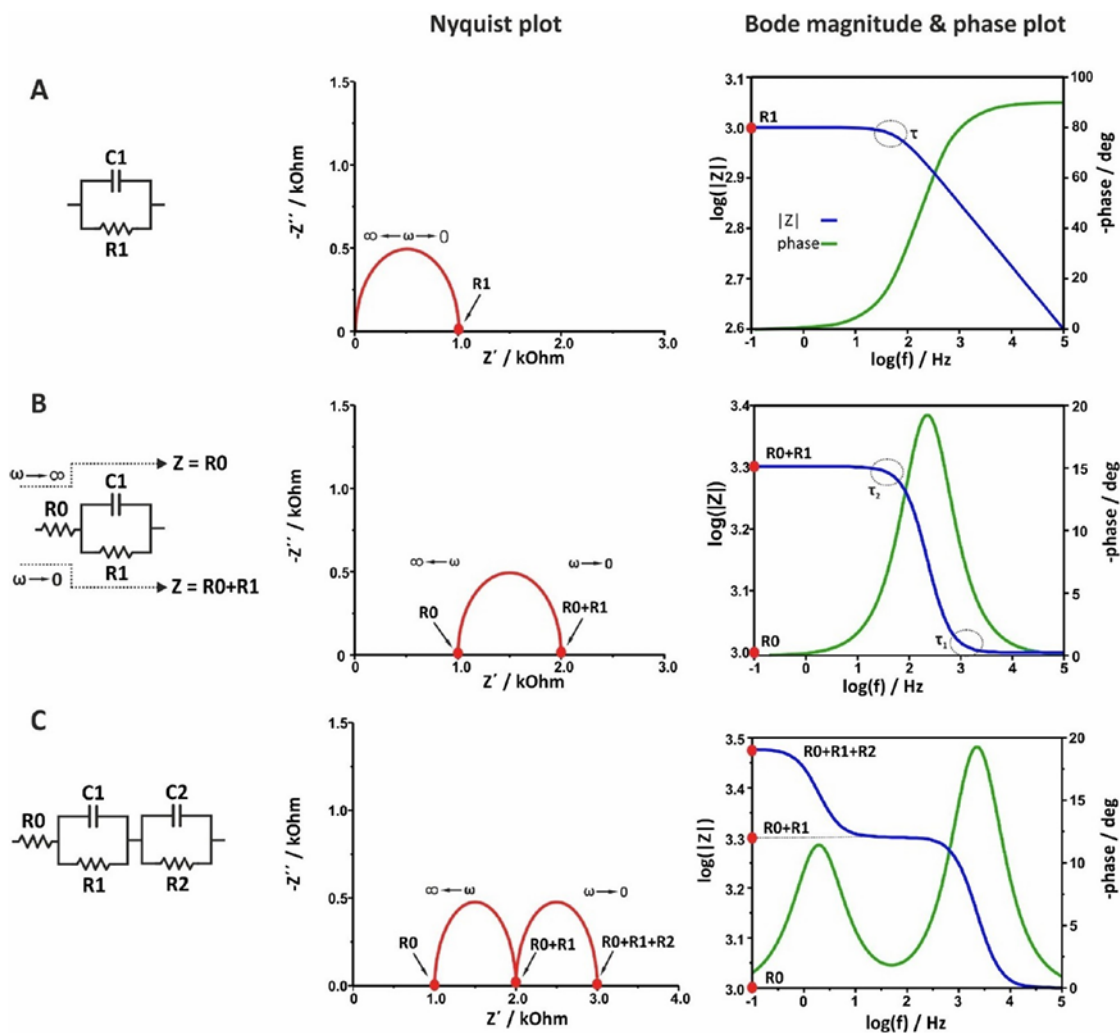 Nyquist plot
Bode magnitude & phase plot
A
C1
R1
1.5
1.0
0.5
0
-Z′′ / kOhm
∞ ← ω → 0
R1
0
1.0
2.0
3.0
Z′ / kOhm
3.1
3.0
2.9
2.8
2.7
2.6
log(|Z|)
R1
τ
|Z|
phase
100
80
60
40
20
0
-phase / deg
-1
0
1
2
3
4
5
log(f) / Hz
B
ω → ∞
Z = R0
C1
R0
R1
ω → 0
Z = R0+R1
1.5
1.0
0.5
0
-Z′′ / kOhm
∞ ← ω
ω → 0
R0
R0+R1
0
1.0
2.0
3.0
Z′ / kOhm
3.4
3.3
3.2
3.1
3.0
log(|Z|)
R0+R1
τ2
τ1
R0
20
15
10
5
0
-phase / deg
-1
0
1
2
3
4
5
log(f) / Hz
C
C1
C2
R0
R1
R2
1.5
1.0
0.5
0.0
-Z′′ / kOhm
∞ ← ω
ω → 0
R0
R0+R1
R0+R1+R2
0
1.0
2.0
3.0
4.0
Z′ / kOhm
3.5
3.4
3.3
3.2
3.1
3.0
log(|Z|)
R0+R1+R2
R0+R1
R0
20
15
10
5
0
-phase / deg
-1
0
1
2
3
4
5
log(f) / Hz